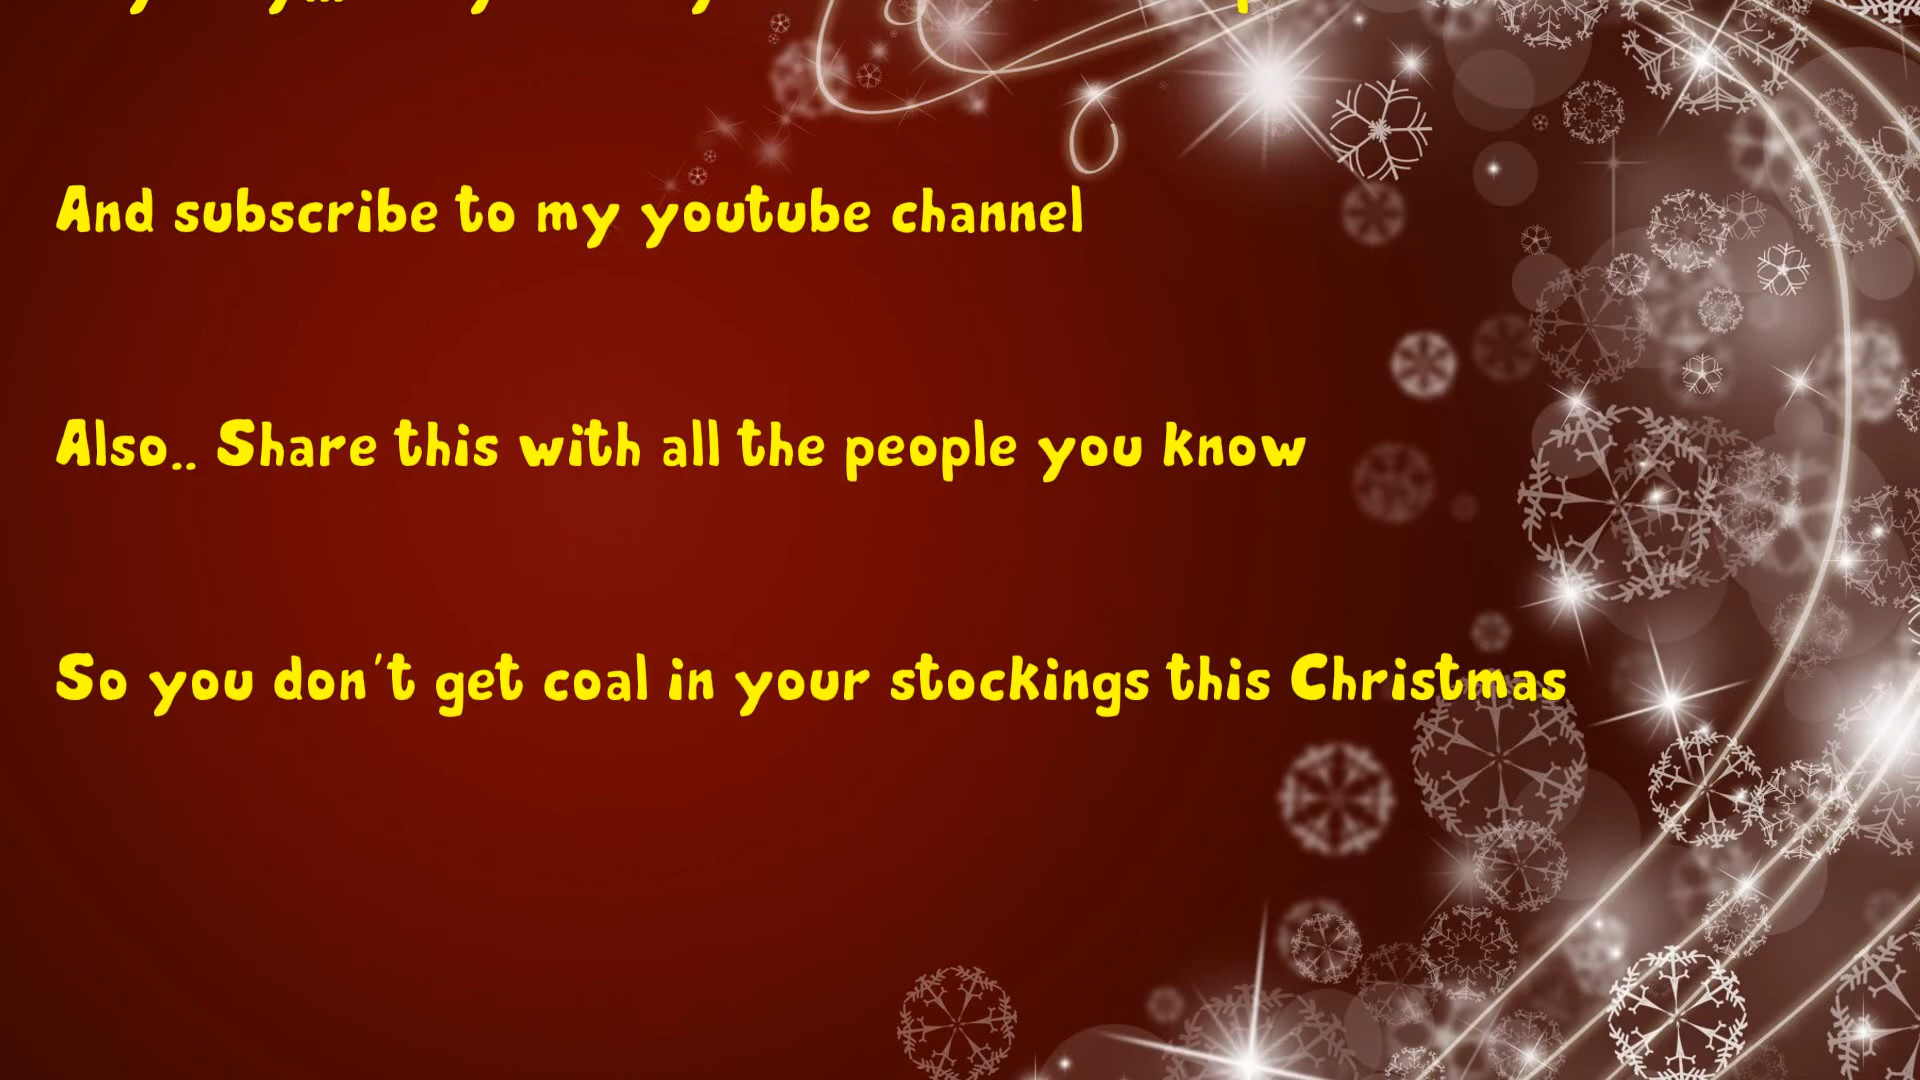 And subscribe to my youtube channel
Also.. Share this with all the people you know
So you don't get coal in your stockings this Christmas